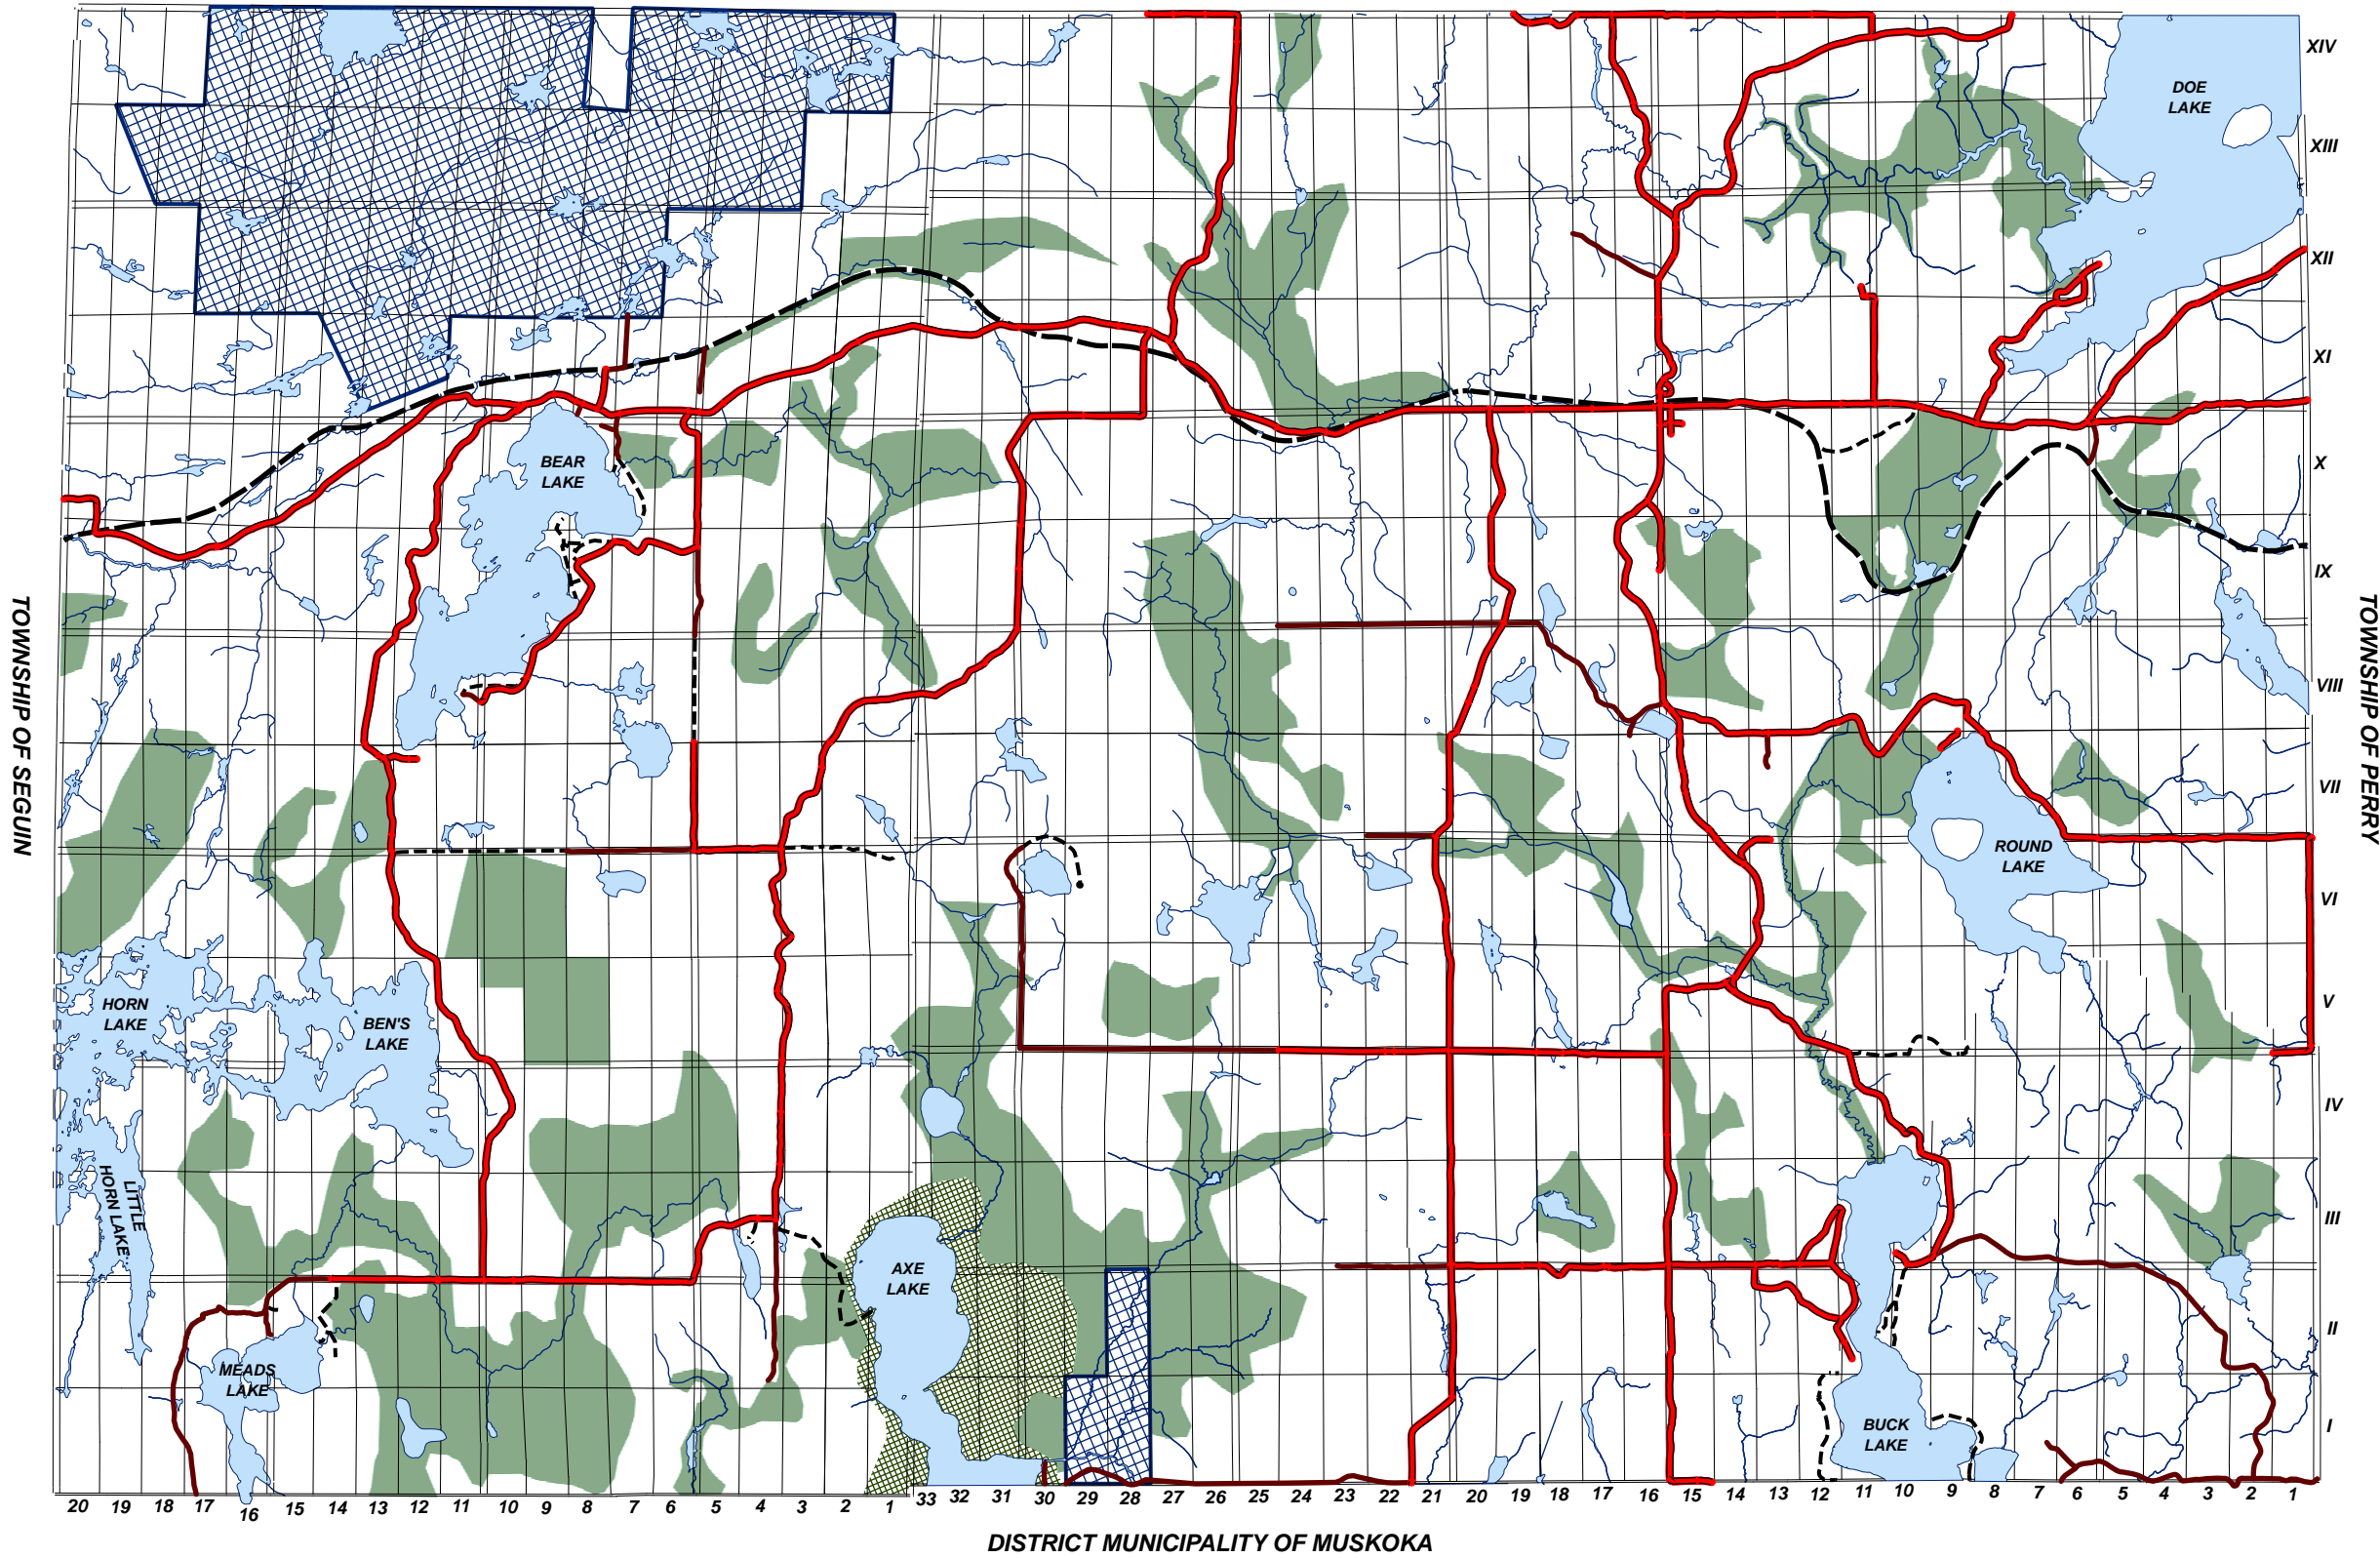 XIV
DOE
LAKE
XIII
XII
XI
BEAR
LAKE
X
IX
TOWNSHIP OF SEGUIN
TOWNSHIP OF PERRY
VIII
VII
ROUND
LAKE
VI
HORN
LAKE
BEN'S
LAKE
V
IV
LITTLE
HORN LAKE
III
AXE
LAKE
II
MEADS
LAKE
BUCK
LAKE
I
20 19 18 17 16 15 14 13 12 11 10 9 8 7 6 5 4 3 2 1 33 32 31 30 29 28 27 26 25 24 23 22 21 20 19 18 17 16 15 14 13 12 11 10 9 8 7 6 5 4 3 2 1
DISTRICT MUNICIPALITY OF MUSKOKA